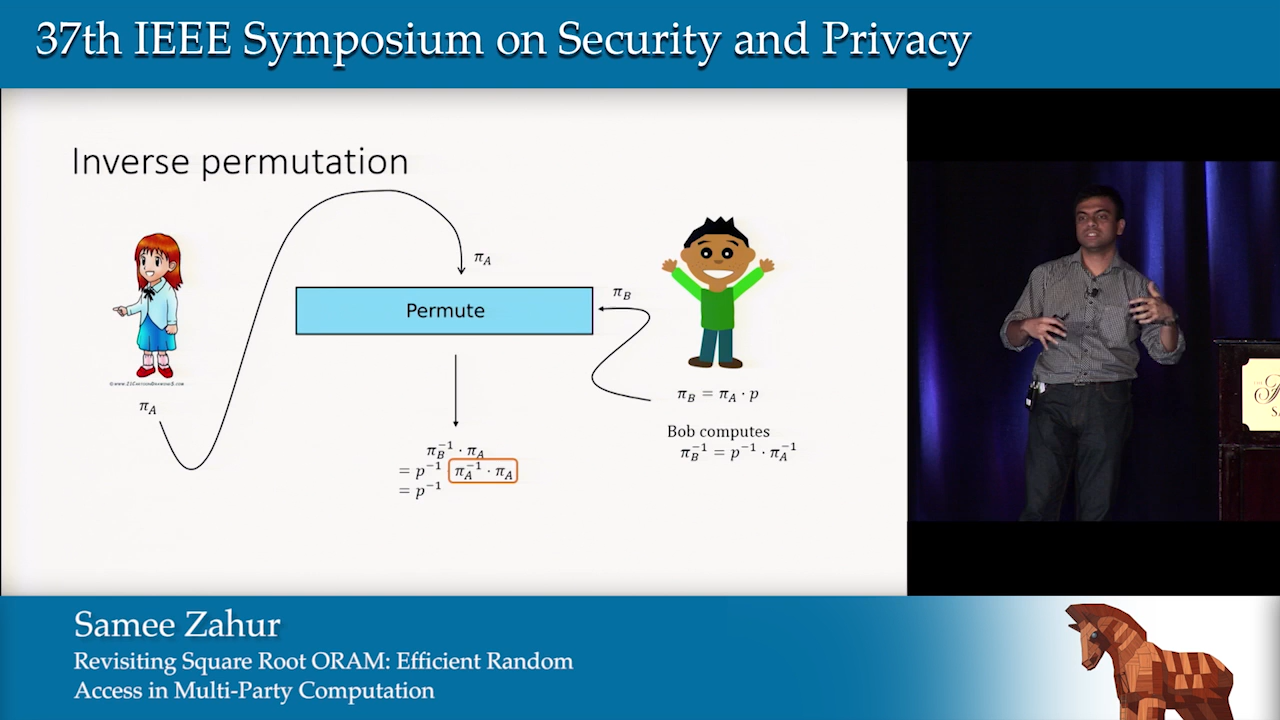 37th IEEE Symposium on Security and Privacy
Inverse permutation
π_A
Permute
π_B
π_A
π_B = π_A · p
Bob computes
π_B^{-1} = p^{-1} · π_A^{-1}
π_B^{-1} · π_A
= p^{-1} π_A^{-1} · π_A
= p^{-1}
Samee Zahur
Revisiting Square Root ORAM: Efficient Random
Access in Multi-Party Computation